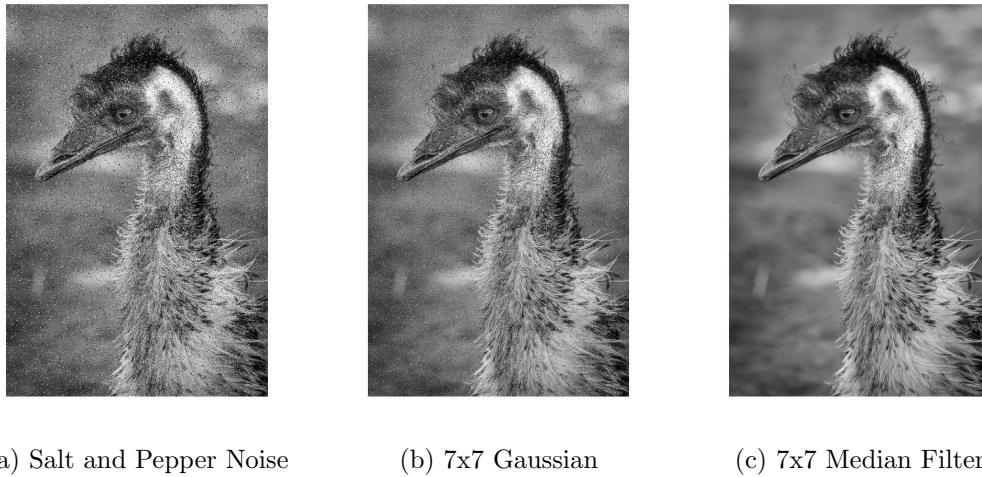 a) Salt and Pepper Noise
(b) 7x7 Gaussian
(c) 7x7 Median Filter